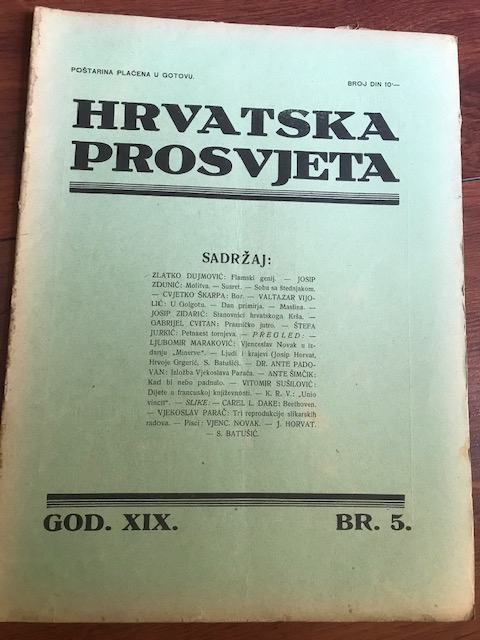 POŠTARINA PLAĆENA U GOTOVU.
BROJ DIN 10·—
HRVATSKA
PROSVJETA
SADRŽAJ:
ZLATKO DUJMOVIĆ: Flamski genij. — JOSIP
ZDUNIĆ: Molitva. — Susret. — Soba sa štednjakom.
— CVJETKO ŠKARPA: Bor. — VALTAZAR VIJO-
LIĆ: U Golgotu. — Dan primirja. — Maslina. —
JOSIP ZIDARIĆ: Stanovnici hrvatskoga Krša. —
GABRIJEL CVITAN: Prazničko jutro. — ŠTEFA
JURKIĆ: Petnaest tornjeva. — PREGLED: —
LJUBOMIR MARAKOVIĆ: Vjenceslav Novak u iz-
danju „Minerve“. — Ljudi i krajevi (Josip Horvat,
Hrvoje Grgurić, S. Batušić). — DR. ANTE PADO-
VAN: Izložba Vjekoslava Parača. — ANTE ŠIMČIK:
Kad bi nebo padnulo. — VITOMIR SUŠILOVIĆ:
Dijete u francuskoj književnosti. — K. R. V.: „Unio
vincit“. — SLIKE: — CAREL L. DAKE: Beethoven.
— VJEKOSLAV PARAČ: Tri reprodukcije slikarskih
radova. — Pisci: VJENC. NOVAK. — J. HORVAT.
— S. BATUŠIĆ.
GOD. XIX.
BR. 5.